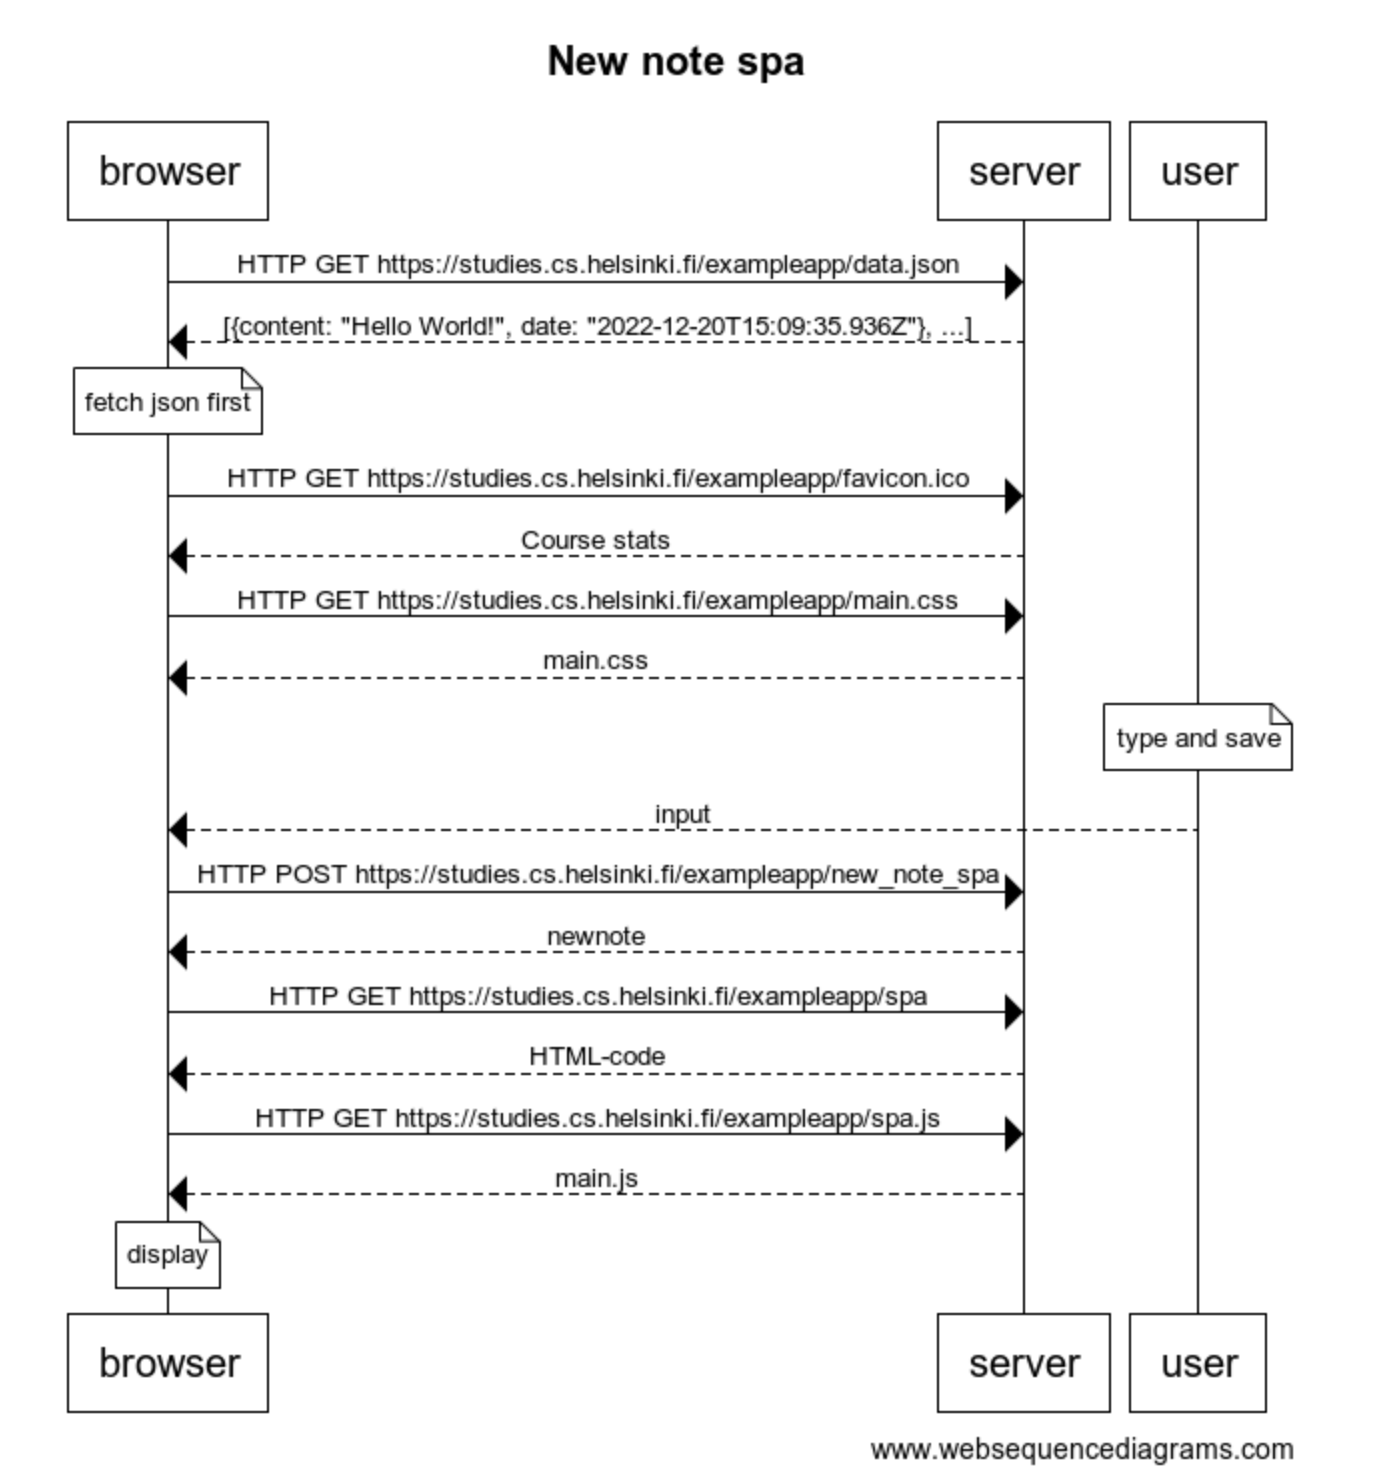 New note spa
browser
server
user
HTTP GET https://studies.cs.helsinki.fi/exampleapp/data.json
[{content: "Hello World!", date: "2022-12-20T15:09:35.936Z"}, ...]
fetch json first
HTTP GET https://studies.cs.helsinki.fi/exampleapp/favicon.ico
Course stats
HTTP GET https://studies.cs.helsinki.fi/exampleapp/main.css
main.css
type and save
input
HTTP POST https://studies.cs.helsinki.fi/exampleapp/new_note_spa
newnote
HTTP GET https://studies.cs.helsinki.fi/exampleapp/spa
HTML-code
HTTP GET https://studies.cs.helsinki.fi/exampleapp/spa.js
main.js
display
browser
server
user
www.websequencediagrams.com